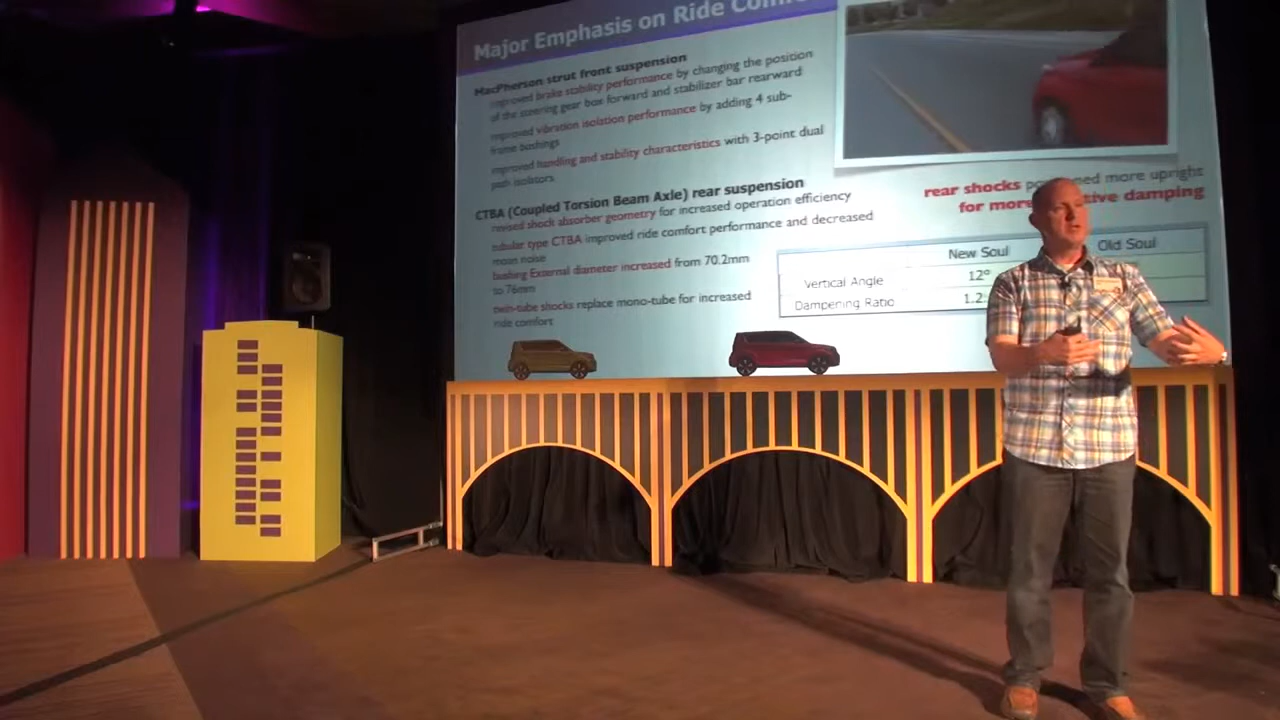 Major Emphasis on Ride
MacPherson strut front suspension
improved brake stability performance by changing the position
of the steering gear box forward and stabilizer bar rearward
improved vibration isolation performance by adding 4 sub-
frame bushings
improved handling and stability characteristics with 3-point dual
path isolators
CTBA (Coupled Torsion Beam Axle) rear suspension
revised shock absorber geometry for increased operation efficiency
tubular type CTBA improved ride comfort performance and decreased
noise
bushing External diameter increased from 70.2mm
to 76mm
twin-tube shocks replace mono-tube for increased
ride comfort
rear shocks more upright
for more damping
New Soul Old Soul
Vertical Angle 12°
Dampening Ratio 1.2